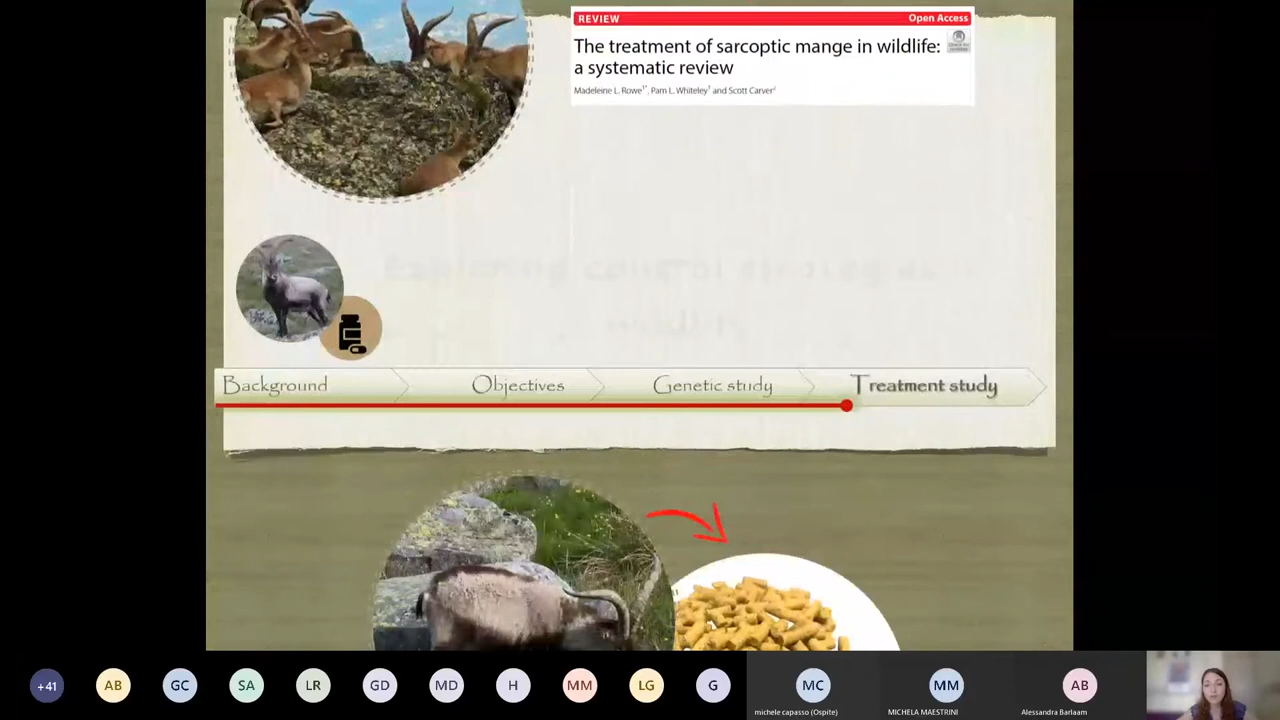 REVIEW
Open Access
The treatment of sarcoptic mange in wildlife:
a systematic review
Madeleine L. Rowe, Pam L. Whiteley and Scott Carver
Background
Objectives
Genetic study
Treatment study
+41
AB
GC
SA
LR
GD
MD
H
MM
LG
G
MC
MM
AB
michele capasso (Ospite)
MICHELA MAESTRINI
Alessandra Barlaam